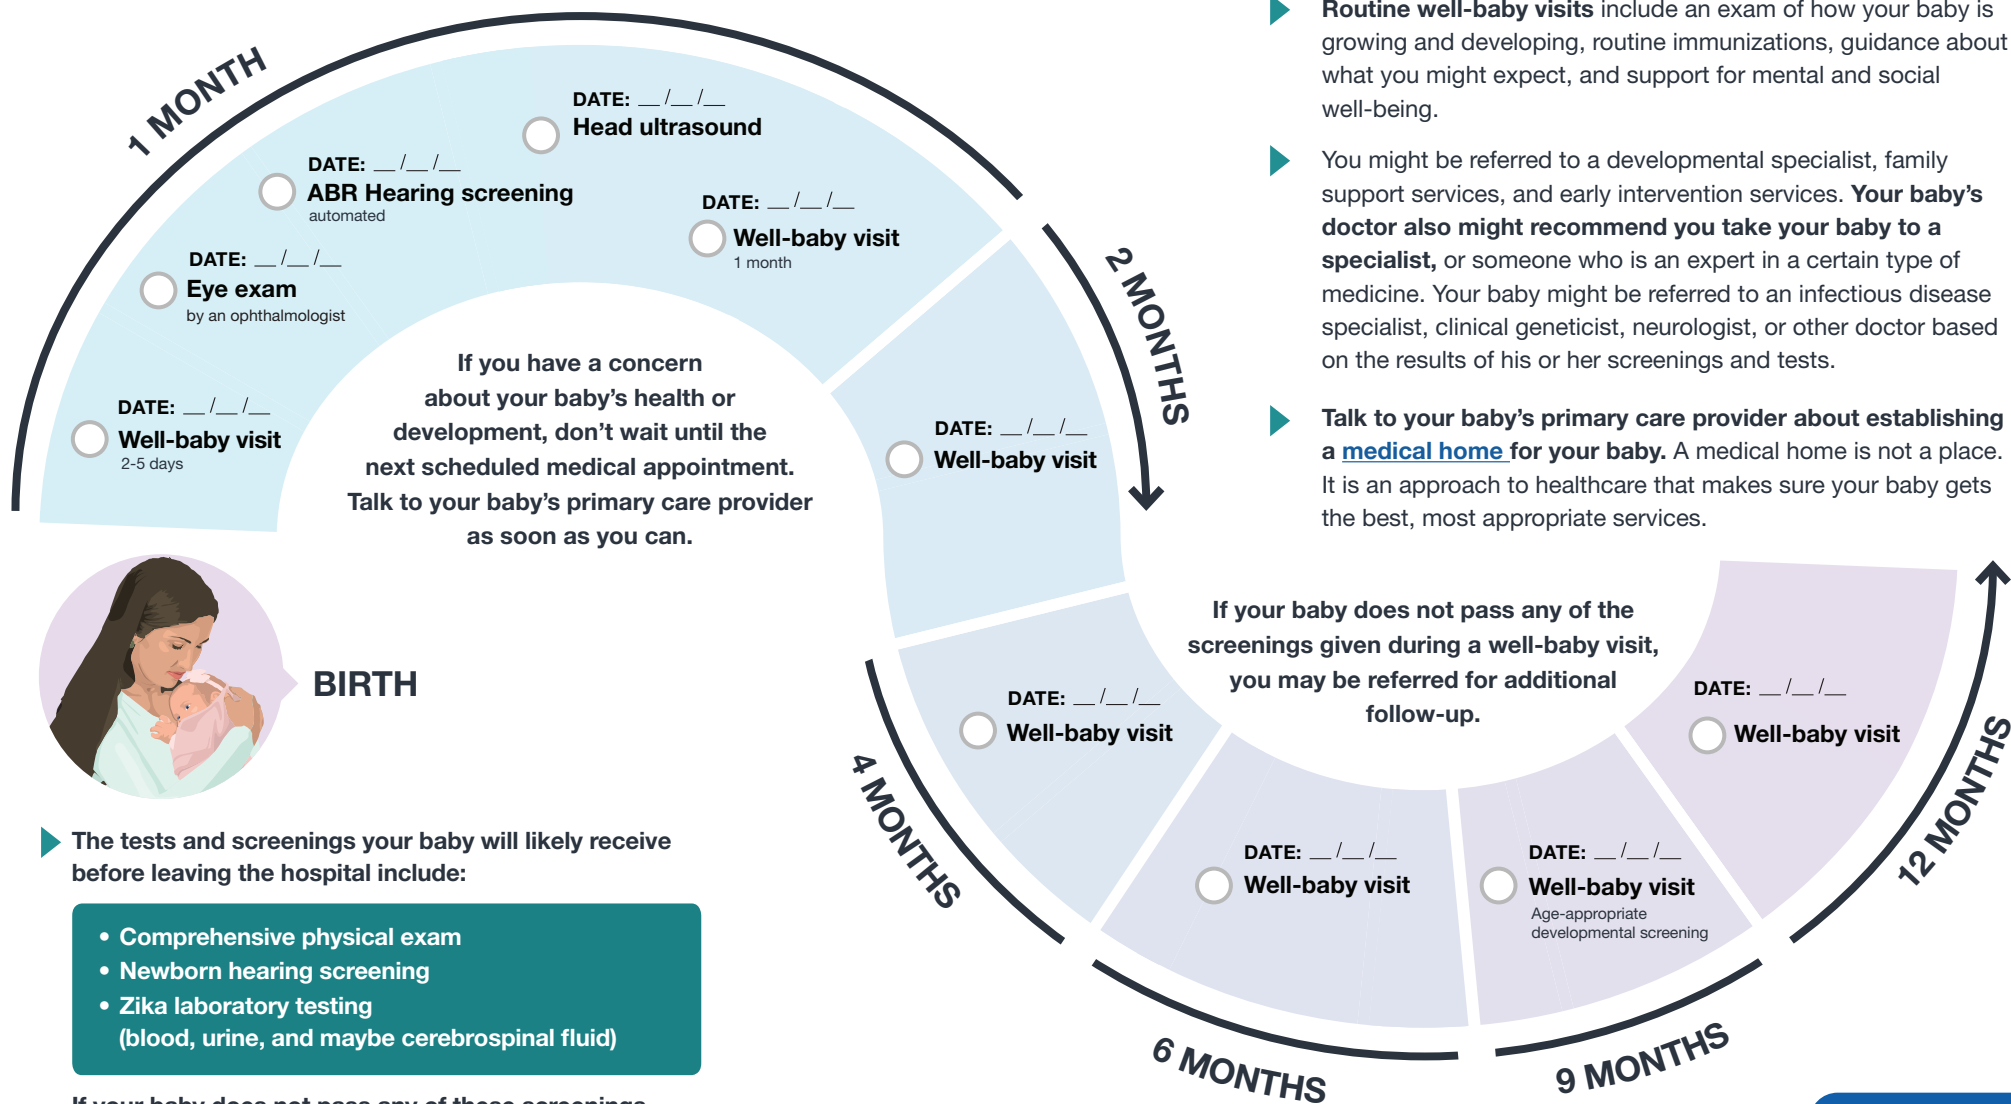 1 MONTH
DATE: __ /__ /__
Well-baby visit
2-5 days
DATE: __ /__ /__
Eye exam
by an ophthalmologist
DATE: __ /__ /__
ABR Hearing screening
automated
DATE: __ /__ /__
Head ultrasound
DATE: __ /__ /__
Well-baby visit
1 month
If you have a concern
about your baby’s health or
development, don’t wait until the
next scheduled medical appointment.
Talk to your baby’s primary care provider
as soon as you can.
2 MONTHS
DATE: __ /__ /__
Well-baby visit
Routine well-baby visits include an exam of how your baby is
growing and developing, routine immunizations, guidance about
what you might expect, and support for mental and social
well-being.
You might be referred to a developmental specialist, family
support services, and early intervention services. Your baby’s
doctor also might recommend you take your baby to a
specialist, or someone who is an expert in a certain type of
medicine. Your baby might be referred to an infectious disease
specialist, clinical geneticist, neurologist, or other doctor based
on the results of his or her screenings and tests.
Talk to your baby’s primary care provider about establishing
a medical home for your baby. A medical home is not a place.
It is an approach to healthcare that makes sure your baby gets
the best, most appropriate services.
BIRTH
The tests and screenings your baby will likely receive
before leaving the hospital include:
• Comprehensive physical exam
• Newborn hearing screening
• Zika laboratory testing
(blood, urine, and maybe cerebrospinal fluid)
If your baby does not pass any of these screenings,
4 MONTHS
DATE: __ /__ /__
Well-baby visit
If your baby does not pass any of the
screenings given during a well-baby visit,
you may be referred for additional
follow-up.
6 MONTHS
DATE: __ /__ /__
Well-baby visit
9 MONTHS
DATE: __ /__ /__
Well-baby visit
Age-appropriate
developmental screening
12 MONTHS
DATE: __ /__ /__
Well-baby visit